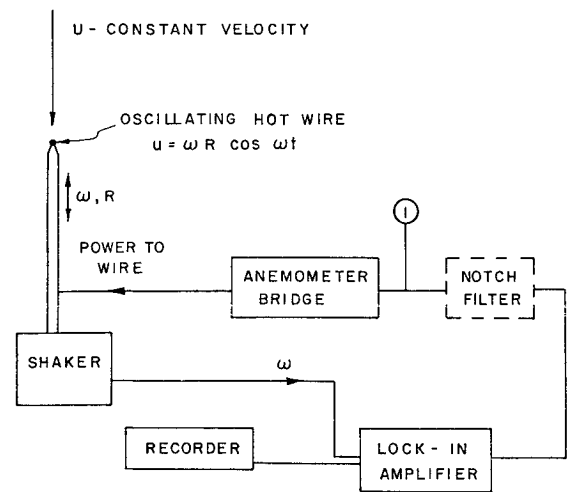 U - CONSTANT VELOCITY
OSCILLATING HOT WIRE
u = ω R cos ωt
ω, R
POWER TO
WIRE
1
ANEMOMETER
BRIDGE
NOTCH
FILTER
SHAKER
ω
RECORDER
LOCK - IN
AMPLIFIER